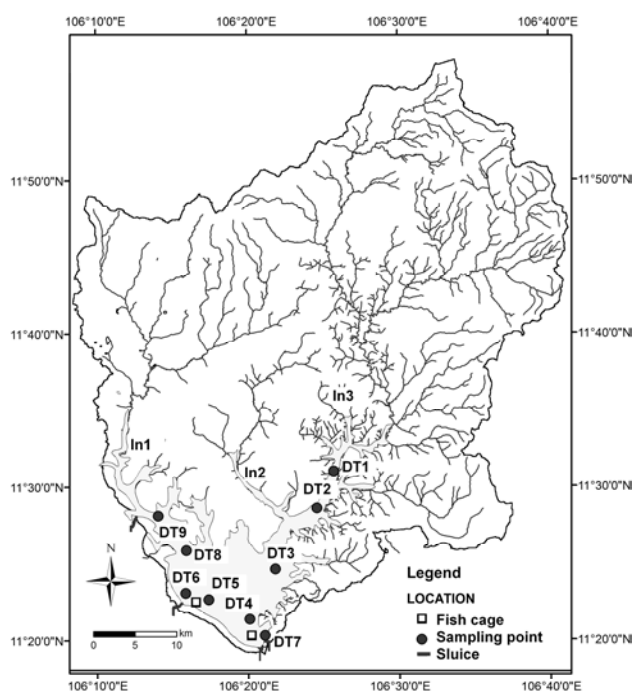 106°10'0"E 106°20'0"E 106°30'0"E 106°40'0"E
11°50'0"N 11°50'0"N
11°40'0"N 11°40'0"N
In3
In1
In2
DT1
11°30'0"N 11°30'0"N
DT2
DT9
DT8
DT3
N
DT6 DT5
DT4
DT7
Legend
LOCATION
Fish cage
Sampling point
Sluice
0 5 10
km
11°20'0"N 11°20'0"N
106°10'0"E 106°20'0"E 106°30'0"E 106°40'0"E